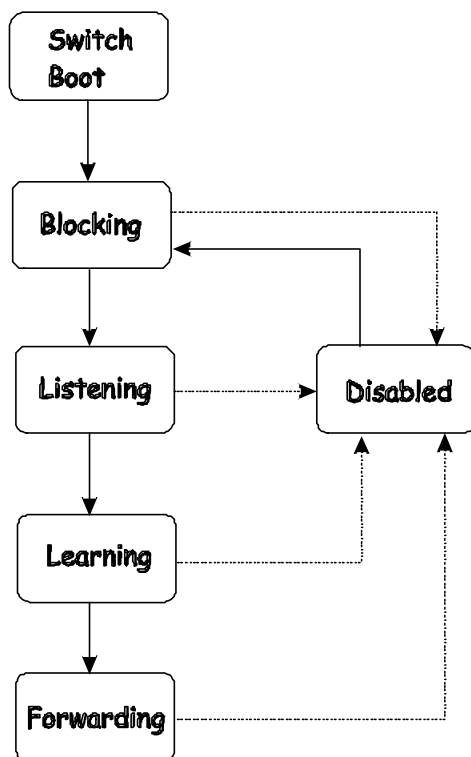 Switch
Boot
Blocking
Listening
Disabled
Learning
Forwarding